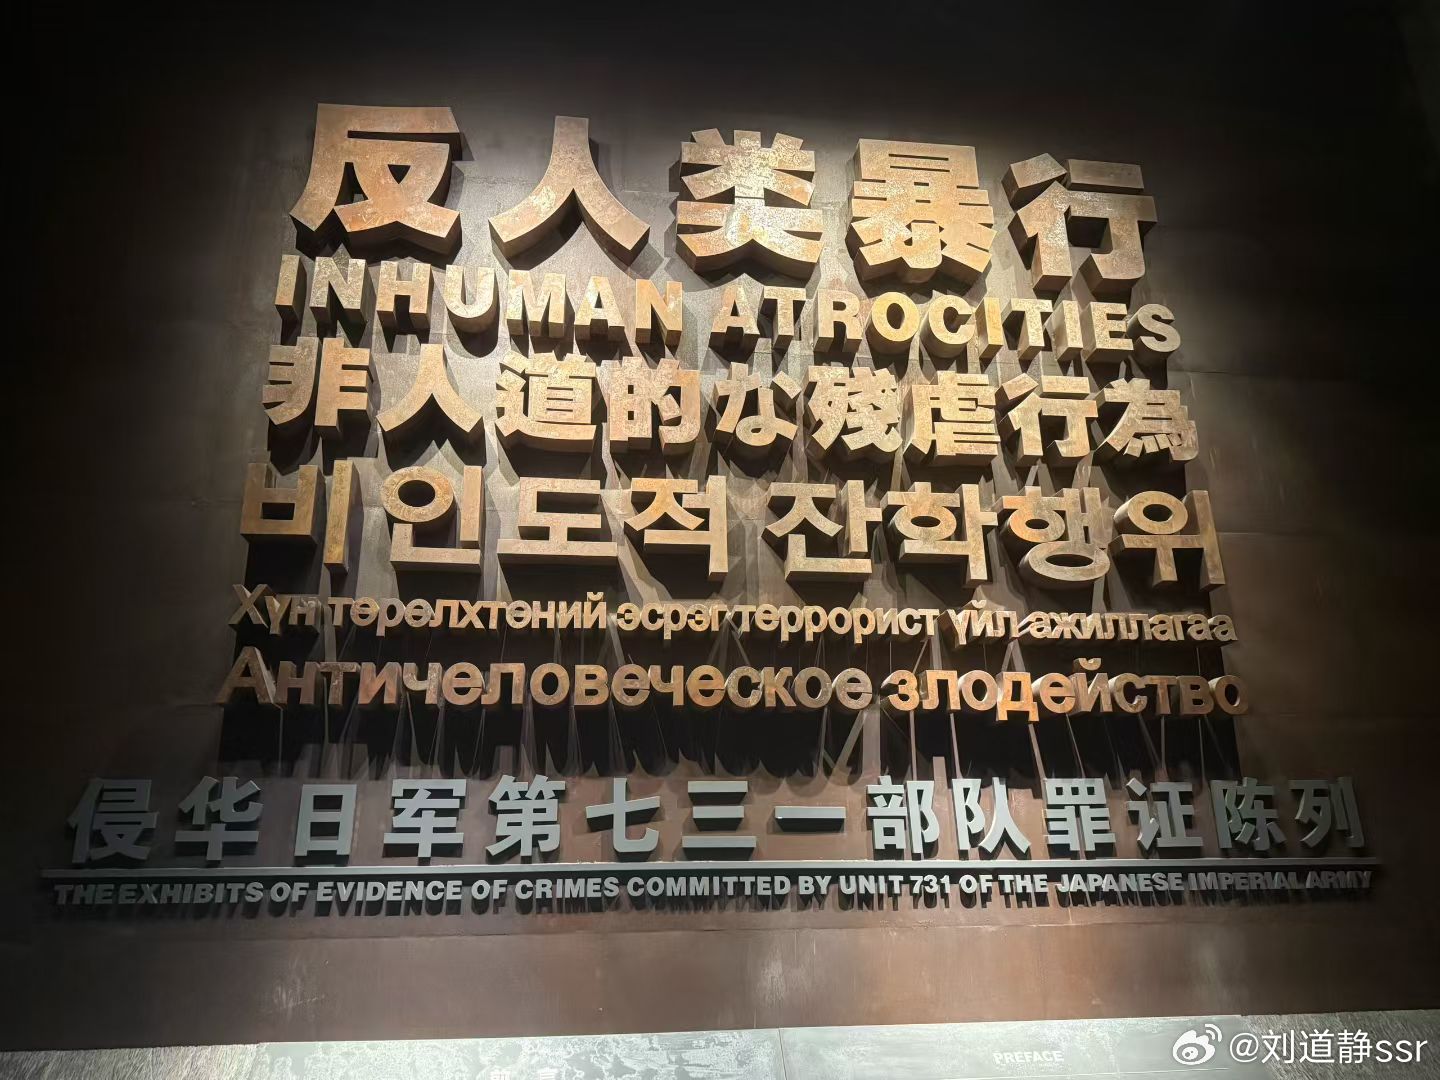 反人类暴行
INHUMAN ATROCITIES
非人道的な残虐行為
비인도적 잔학행위
Хүн төрөлхтөний эсрэг террорист үйл ажиллагаа
Античеловеческое злодейство
侵华日军第七三一部队罪证陈列
THE EXHIBITS OF EVIDENCE OF CRIMES COMMITTED BY UNIT 731 OF THE JAPANESE IMPERIAL ARMY
前言
PREFACE
@刘道静ssr